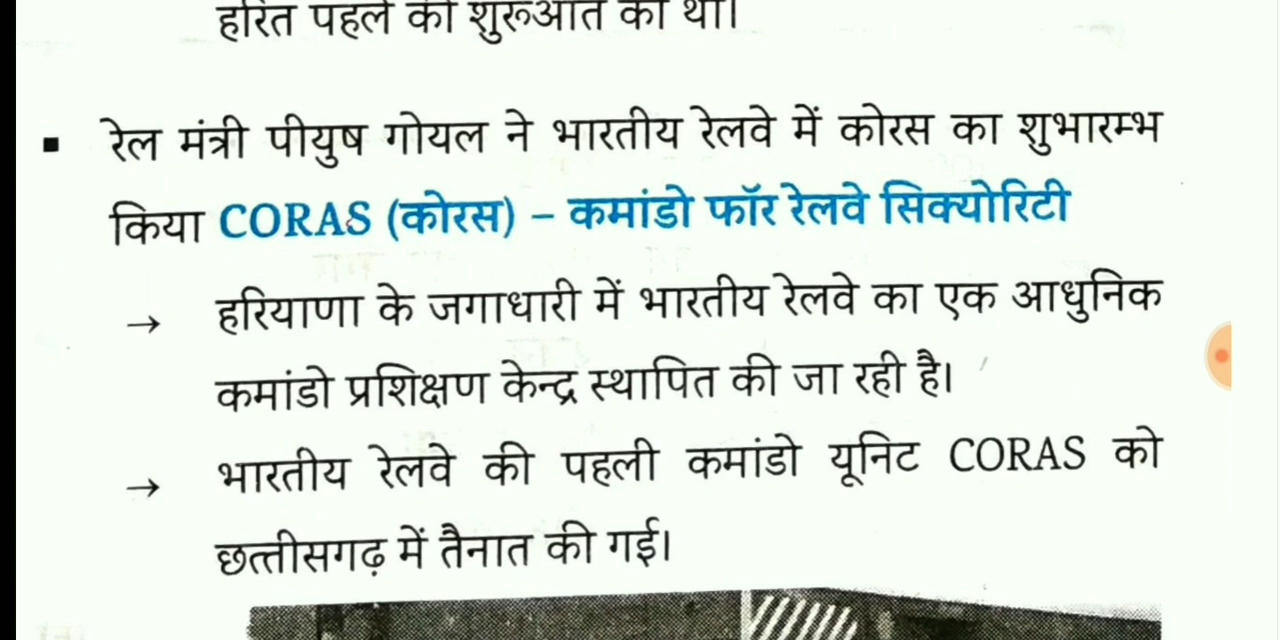 हरित पहल की शुरूआत की थी।
▪ रेल मंत्री पीयुष गोयल ने भारतीय रेलवे में कोरस का शुभारम्भ
किया CORAS (कोरस) – कमांडो फॉर रेलवे सिक्योरिटी
→ हरियाणा के जगाधारी में भारतीय रेलवे का एक आधुनिक
कमांडो प्रशिक्षण केन्द्र स्थापित की जा रही है।
→ भारतीय रेलवे की पहली कमांडो यूनिट CORAS को
छत्तीसगढ़ में तैनात की गई।